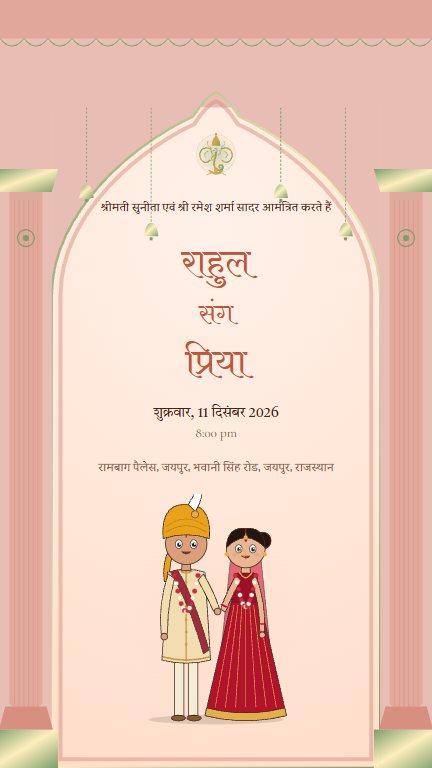 श्रीमती सुनीता एवं श्री रमेश शर्मा सादर आमंत्रित करते हैं
राहुल
संग
प्रिया
शुक्रवार, 11 दिसंबर 2026
8:00 pm
रामबाग पैलेस, जयपुर, भवानी सिंह रोड, जयपुर, राजस्थान